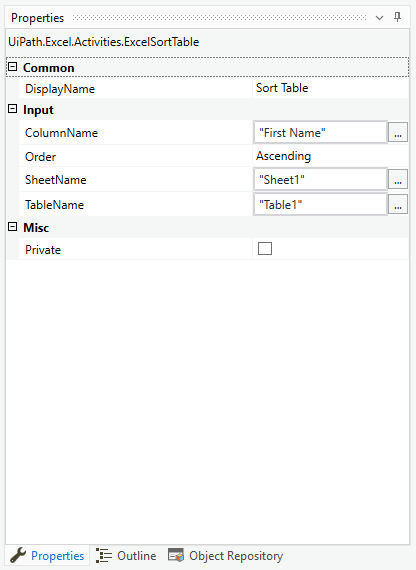 Properties
UiPath.Excel.Activities.ExcelSortTable
Common
DisplayName Sort Table
Input
ColumnName "First Name" ...
Order Ascending
SheetName "Sheet1" ...
TableName "Table1" ...
Misc
Private
Properties Outline Object Repository